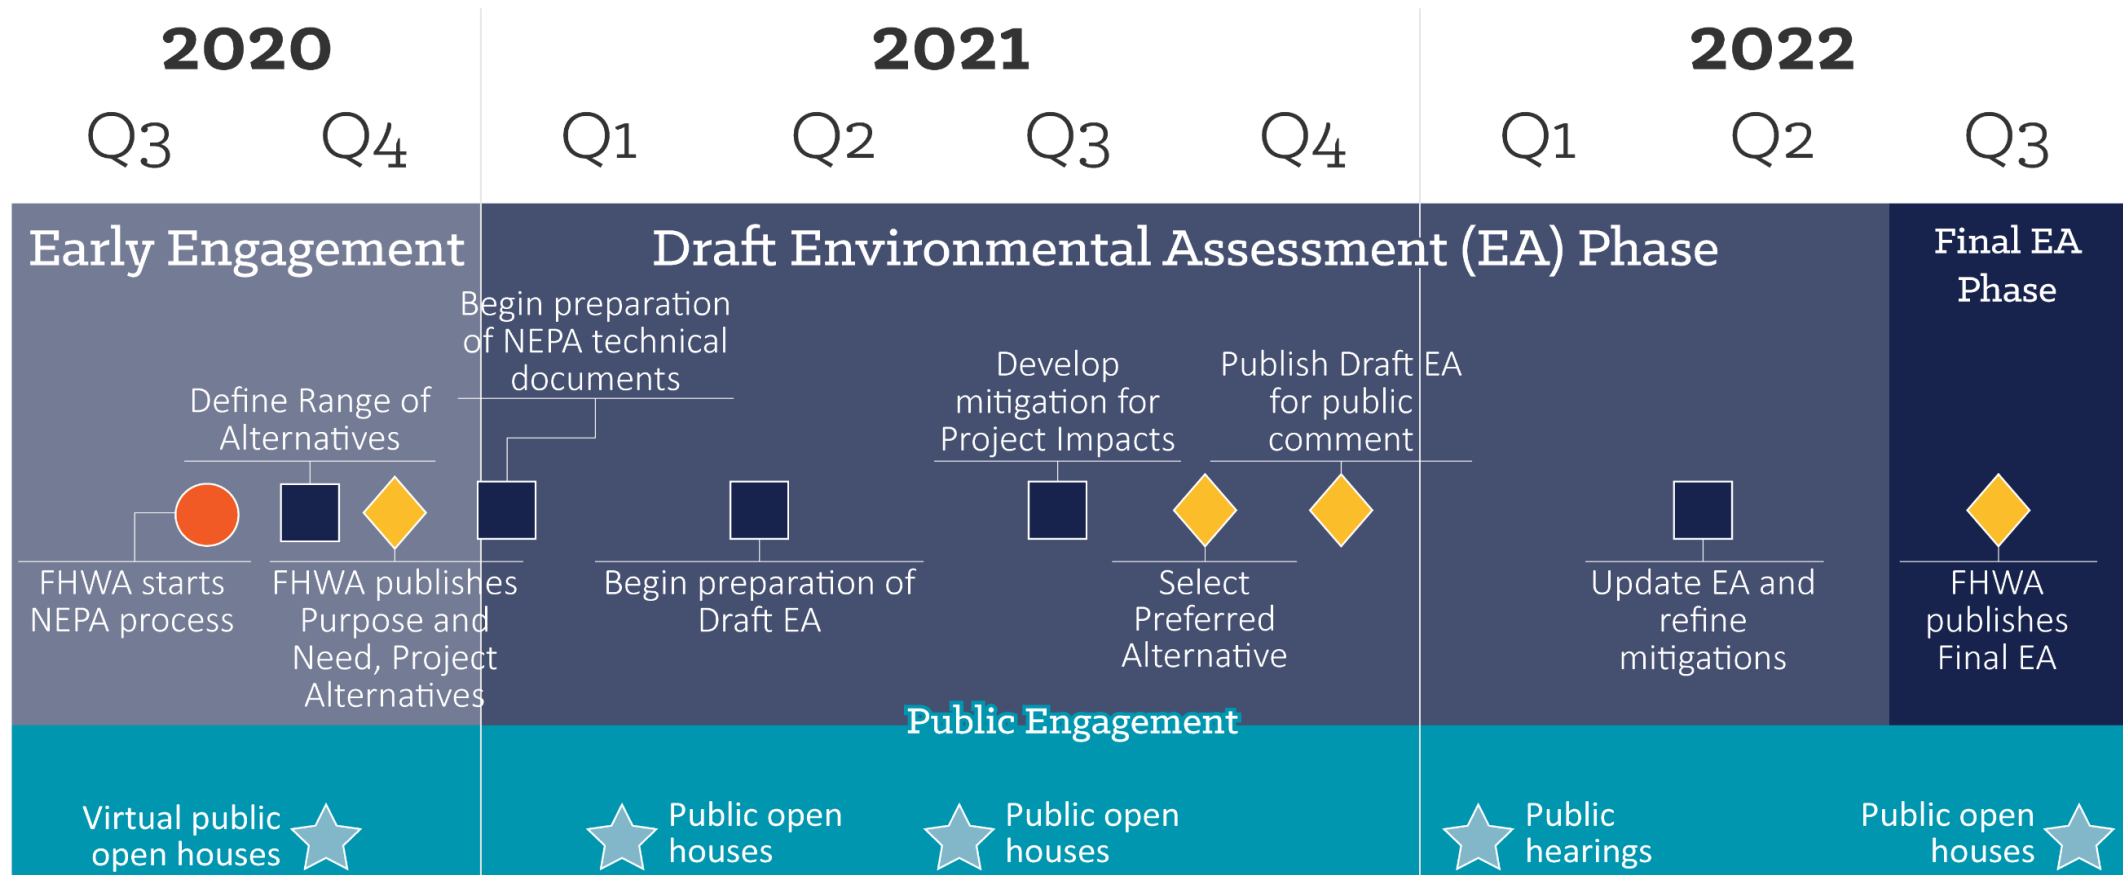 2020
2021
2022
Q3
Q4
Q1
Q2
Q3
Q4
Q1
Q2
Q3
Early Engagement
Draft Environmental Assessment (EA) Phase
Final EA
Phase
Begin preparation
of NEPA technical
documents
Define Range of
Alternatives
Develop
mitigation for
Project Impacts
Publish Draft EA
for public
comment
FHWA starts
NEPA process
FHWA publishes
Purpose and
Need, Project
Alternatives
Begin preparation of
Draft EA
Select
Preferred
Alternative
Update EA and
refine
mitigations
FHWA
publishes
Final EA
Public Engagement
Virtual public
open houses
Public open
houses
Public open
houses
Public
hearings
Public open
houses